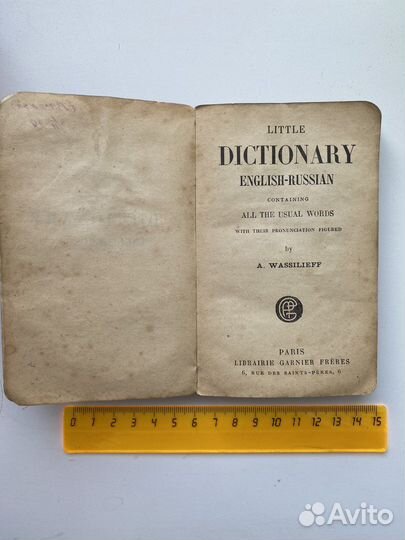 LITTLE
DICTIONARY
ENGLISH-RUSSIAN
CONTAINING
ALL THE USUAL WORDS
WITH THEIR PRONUNCIATION FIGURED
by
A. WASSILIEFF
PARIS
LIBRAIRIE GARNIER FRÈRES
6, RUE DES SAINTS-PÈRES, 6
0 1 2 3 4 5 6 7 8 9 10 11 12 13 14 15
Avito